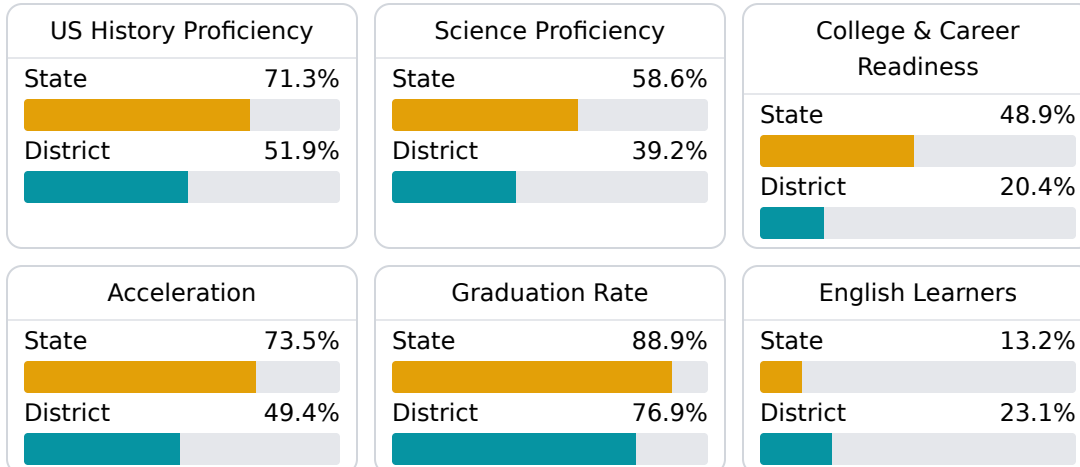 US History Proficiency
State 71.3%
District 51.9%
Science Proficiency
State 58.6%
District 39.2%
College & Career
Readiness
State 48.9%
District 20.4%
Acceleration
State 73.5%
District 49.4%
Graduation Rate
State 88.9%
District 76.9%
English Learners
State 13.2%
District 23.1%